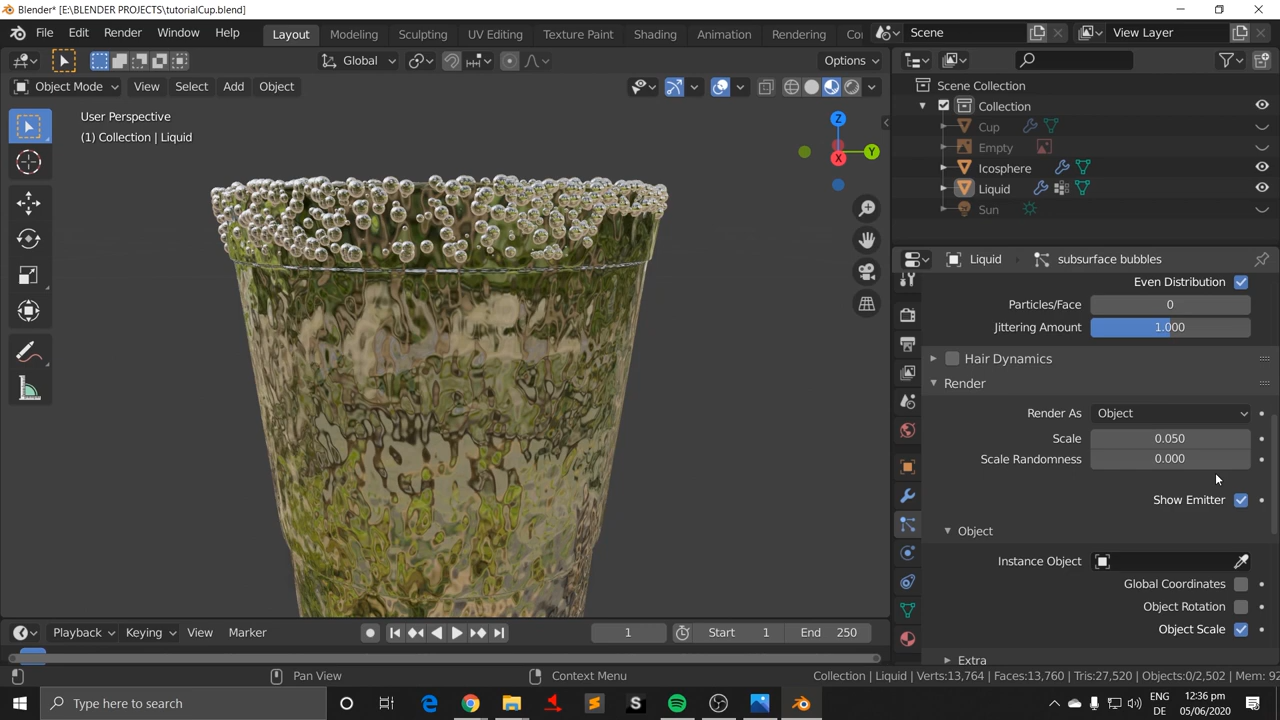 Blender* [E:\BLENDER PROJECTS\tutorialCup.blend]
File Edit Render Window Help Layout Modeling Sculpting UV Editing Texture Paint Shading Animation Rendering Co Scene View Layer
Global Options
Object Mode View Select Add Object
User Perspective
(1) Collection | Liquid
Z
Y
X
Scene Collection
Collection
Cup
Empty
Icosphere
Liquid
Sun
Liquid subsurface bubbles
Even Distribution
Particles/Face 0
Jittering Amount 1.000
Hair Dynamics
Render
Render As Object
Scale 0.050
Scale Randomness 0.000
Show Emitter
Object
Instance Object
Global Coordinates
Object Rotation
Object Scale
Extra
Playback Keying View Marker 1 Start 1 End 250
Pan View Context Menu Collection | Liquid | Verts:13,764 | Faces:13,760 | Tris:27,520 | Objects:0/2,502 | Mem: 92
Type here to search
ENG 12:36 pm
DE 05/06/2020